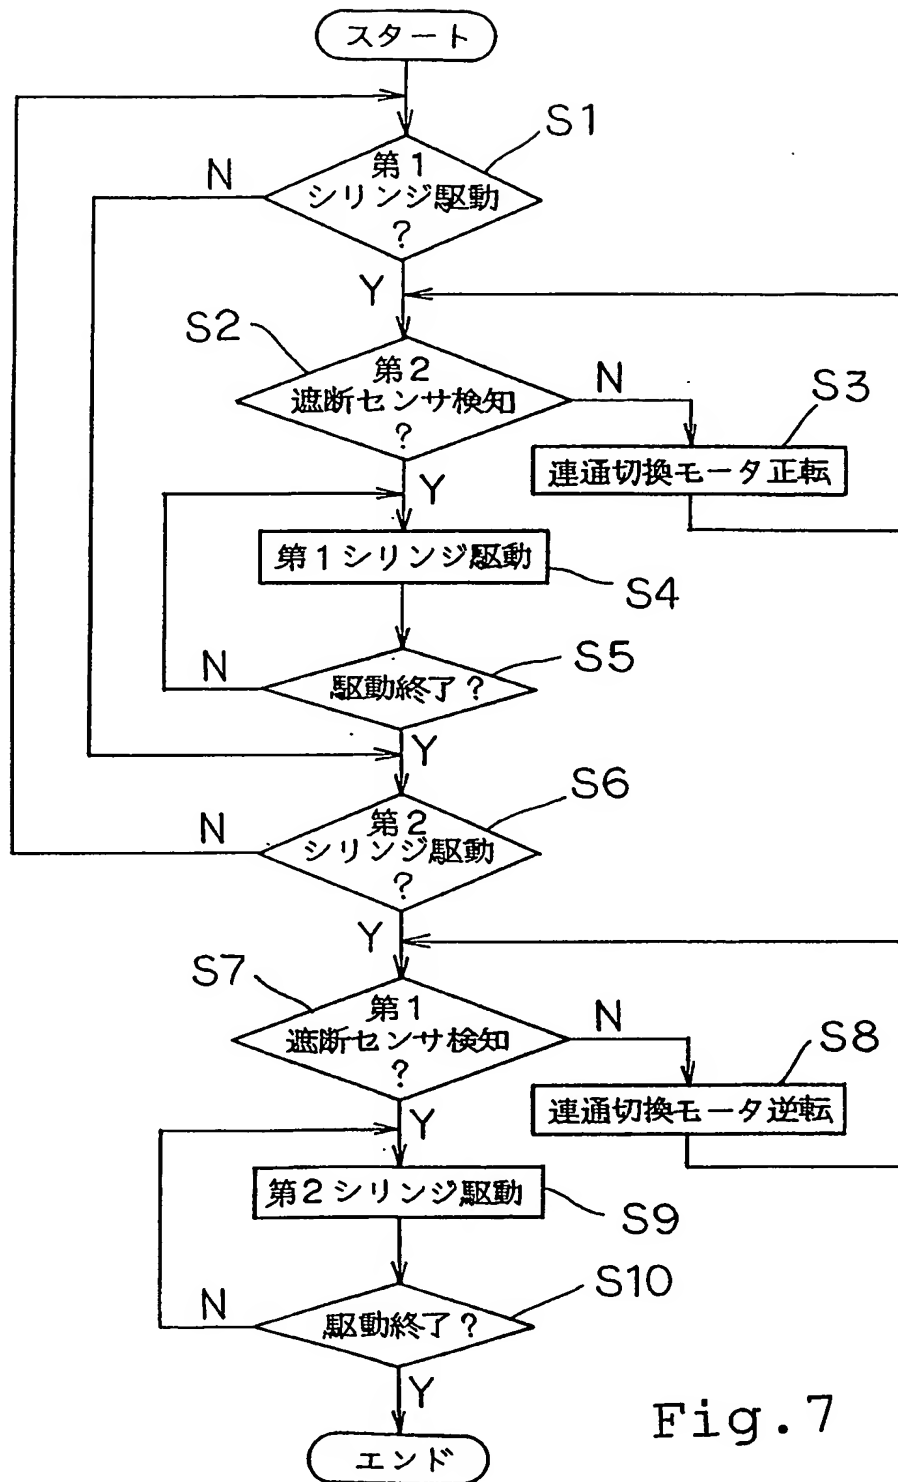 スタート
S1
第1
シリンジ駆動
?
N
Y
S2
第2
遮断センサ検知
?
N
S3
連通切換モータ正転
Y
第1シリンジ駆動
S4
S5
駆動終了?
N
Y
S6
第2
シリンジ駆動
?
N
Y
S7
第1
遮断センサ検知
?
N
S8
連通切換モータ逆転
Y
第2シリンジ駆動
S9
S10
駆動終了?
N
Y
エンド
Fig.7